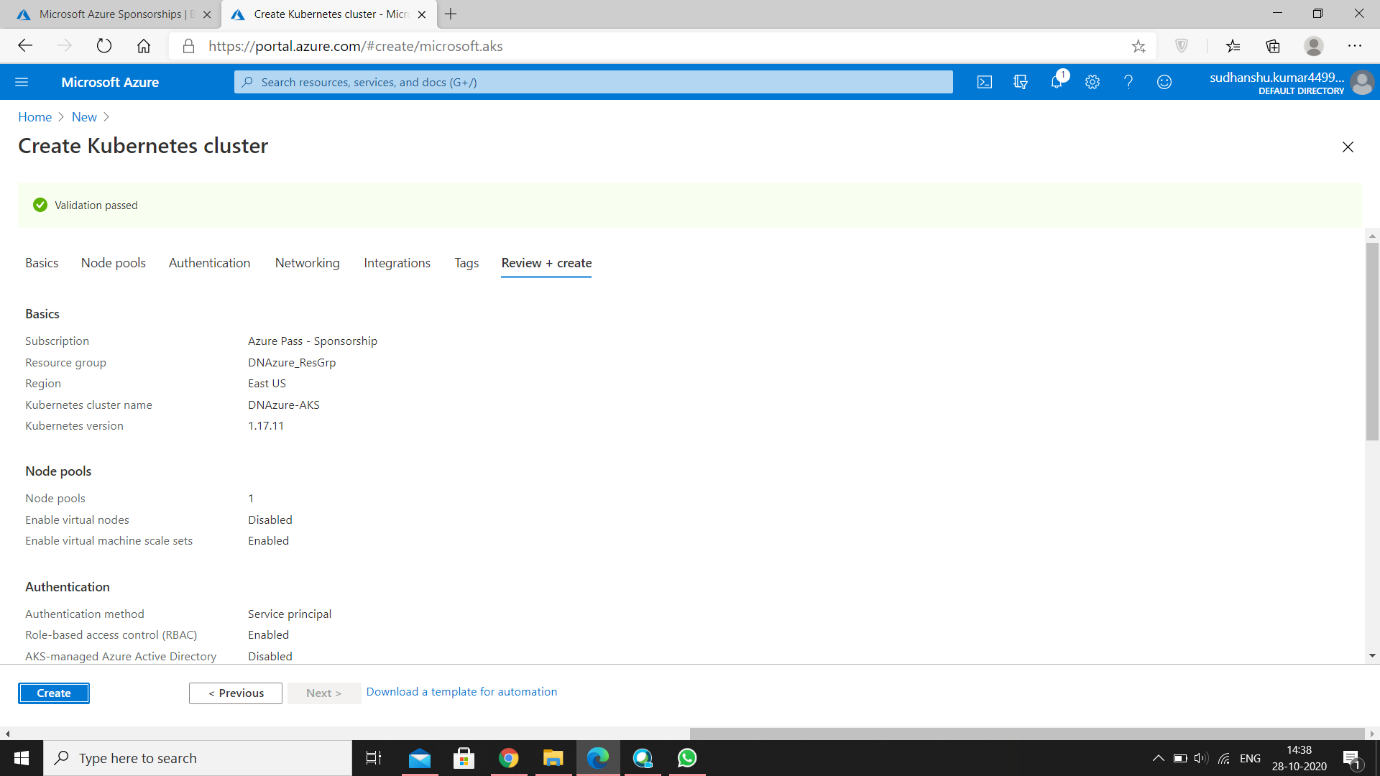 Microsoft Azure Sponsorships | E
Create Kubernetes cluster - Micr
https://portal.azure.com/#create/microsoft.aks
Microsoft Azure
Search resources, services, and docs (G+/)
1
sudhanshu.kumar4499...
DEFAULT DIRECTORY
Home > New >
Create Kubernetes cluster
Validation passed
Basics Node pools Authentication Networking Integrations Tags Review + create
Basics
Subscription Azure Pass - Sponsorship
Resource group DNAzure_ResGrp
Region East US
Kubernetes cluster name DNAzure-AKS
Kubernetes version 1.17.11
Node pools
Node pools 1
Enable virtual nodes Disabled
Enable virtual machine scale sets Enabled
Authentication
Authentication method Service principal
Role-based access control (RBAC) Enabled
AKS-managed Azure Active Directory Disabled
Create < Previous Next > Download a template for automation
Type here to search
ENG
14:38
28-10-2020
1